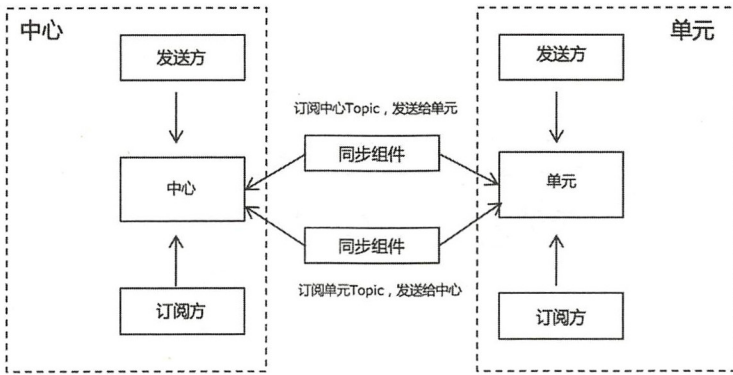 中心
单元
发送方
发送方
订阅中心Topic，发送给单元
同步组件
中心
单元
同步组件
订阅单元Topic，发送给中心
订阅方
订阅方